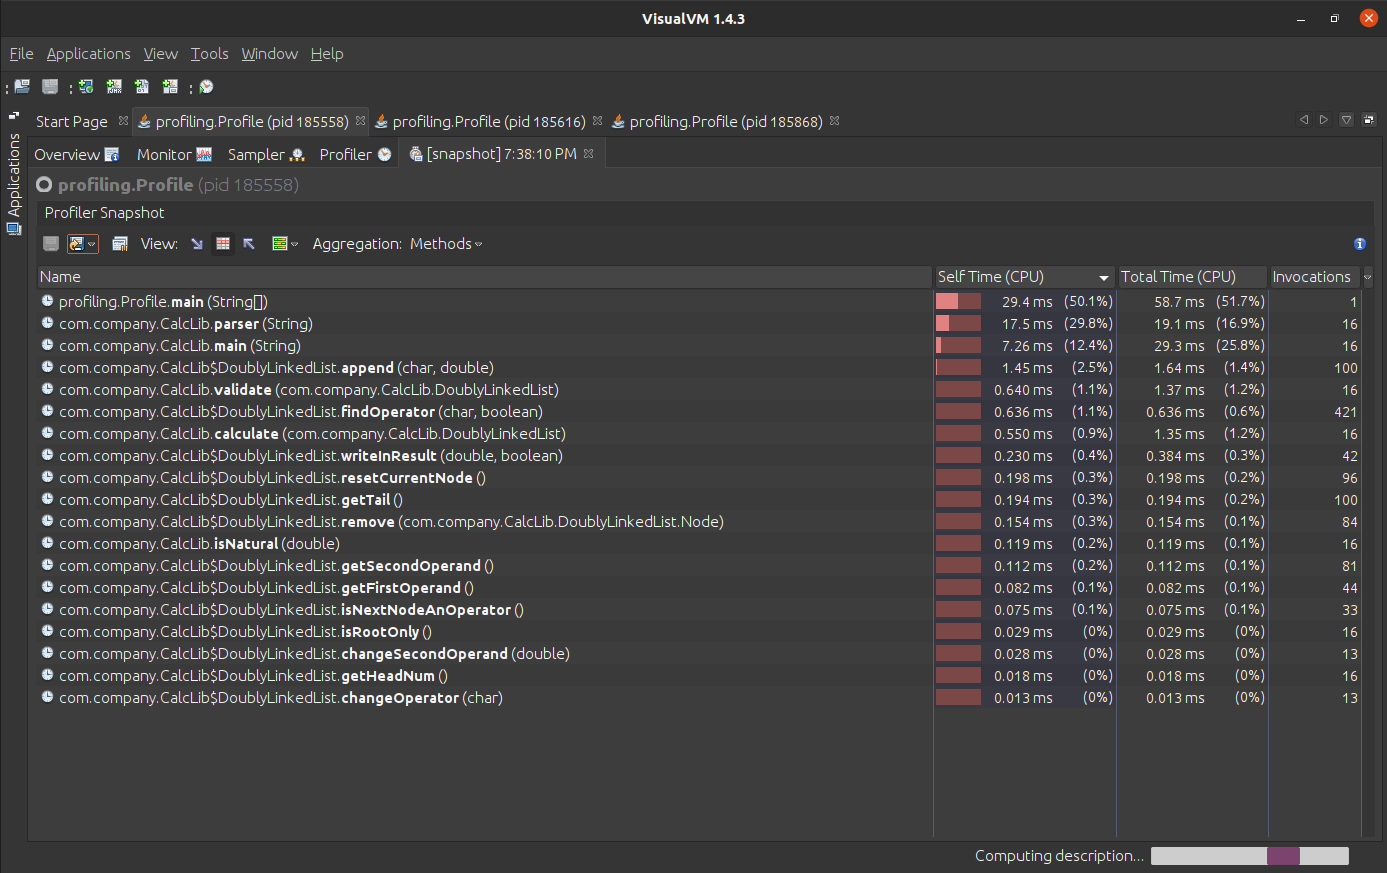 VisualVM 1.4.3
File Applications View Tools Window Help
Start Page profiling.Profile (pid 185558) profiling.Profile (pid 185616) profiling.Profile (pid 185868)
Applications
Overview Monitor Sampler Profiler [snapshot] 7:38:10 PM
profiling.Profile (pid 185558)
Profiler Snapshot
View: Aggregation: Methods
Name Self Time (CPU) Total Time (CPU) Invocations
profiling.Profile.main (String[]) 29.4 ms (50.1%) 58.7 ms (51.7%) 1
com.company.CalcLib.parser (String) 17.5 ms (29.8%) 19.1 ms (16.9%) 16
com.company.CalcLib.main (String) 7.26 ms (12.4%) 29.3 ms (25.8%) 16
com.company.CalcLib$DoublyLinkedList.append (char, double) 1.45 ms (2.5%) 1.64 ms (1.4%) 100
com.company.CalcLib.validate (com.company.CalcLib.DoublyLinkedList) 0.640 ms (1.1%) 1.37 ms (1.2%) 16
com.company.CalcLib$DoublyLinkedList.findOperator (char, boolean) 0.636 ms (1.1%) 0.636 ms (0.6%) 421
com.company.CalcLib.calculate (com.company.CalcLib.DoublyLinkedList) 0.550 ms (0.9%) 1.35 ms (1.2%) 16
com.company.CalcLib$DoublyLinkedList.writeInResult (double, boolean) 0.230 ms (0.4%) 0.384 ms (0.3%) 42
com.company.CalcLib$DoublyLinkedList.resetCurrentNode () 0.198 ms (0.3%) 0.198 ms (0.2%) 96
com.company.CalcLib$DoublyLinkedList.getTail () 0.194 ms (0.3%) 0.194 ms (0.2%) 100
com.company.CalcLib$DoublyLinkedList.remove (com.company.CalcLib.DoublyLinkedList.Node) 0.154 ms (0.3%) 0.154 ms (0.1%) 84
com.company.CalcLib.isNatural (double) 0.119 ms (0.2%) 0.119 ms (0.1%) 16
com.company.CalcLib$DoublyLinkedList.getSecondOperand () 0.112 ms (0.2%) 0.112 ms (0.1%) 81
com.company.CalcLib$DoublyLinkedList.getFirstOperand () 0.082 ms (0.1%) 0.082 ms (0.1%) 44
com.company.CalcLib$DoublyLinkedList.isNextNodeAnOperator () 0.075 ms (0.1%) 0.075 ms (0.1%) 33
com.company.CalcLib$DoublyLinkedList.isRootOnly () 0.029 ms (0%) 0.029 ms (0%) 16
com.company.CalcLib$DoublyLinkedList.changeSecondOperand (double) 0.028 ms (0%) 0.028 ms (0%) 13
com.company.CalcLib$DoublyLinkedList.getHeadNum () 0.018 ms (0%) 0.018 ms (0%) 16
com.company.CalcLib$DoublyLinkedList.changeOperator (char) 0.013 ms (0%) 0.013 ms (0%) 13
Computing description...